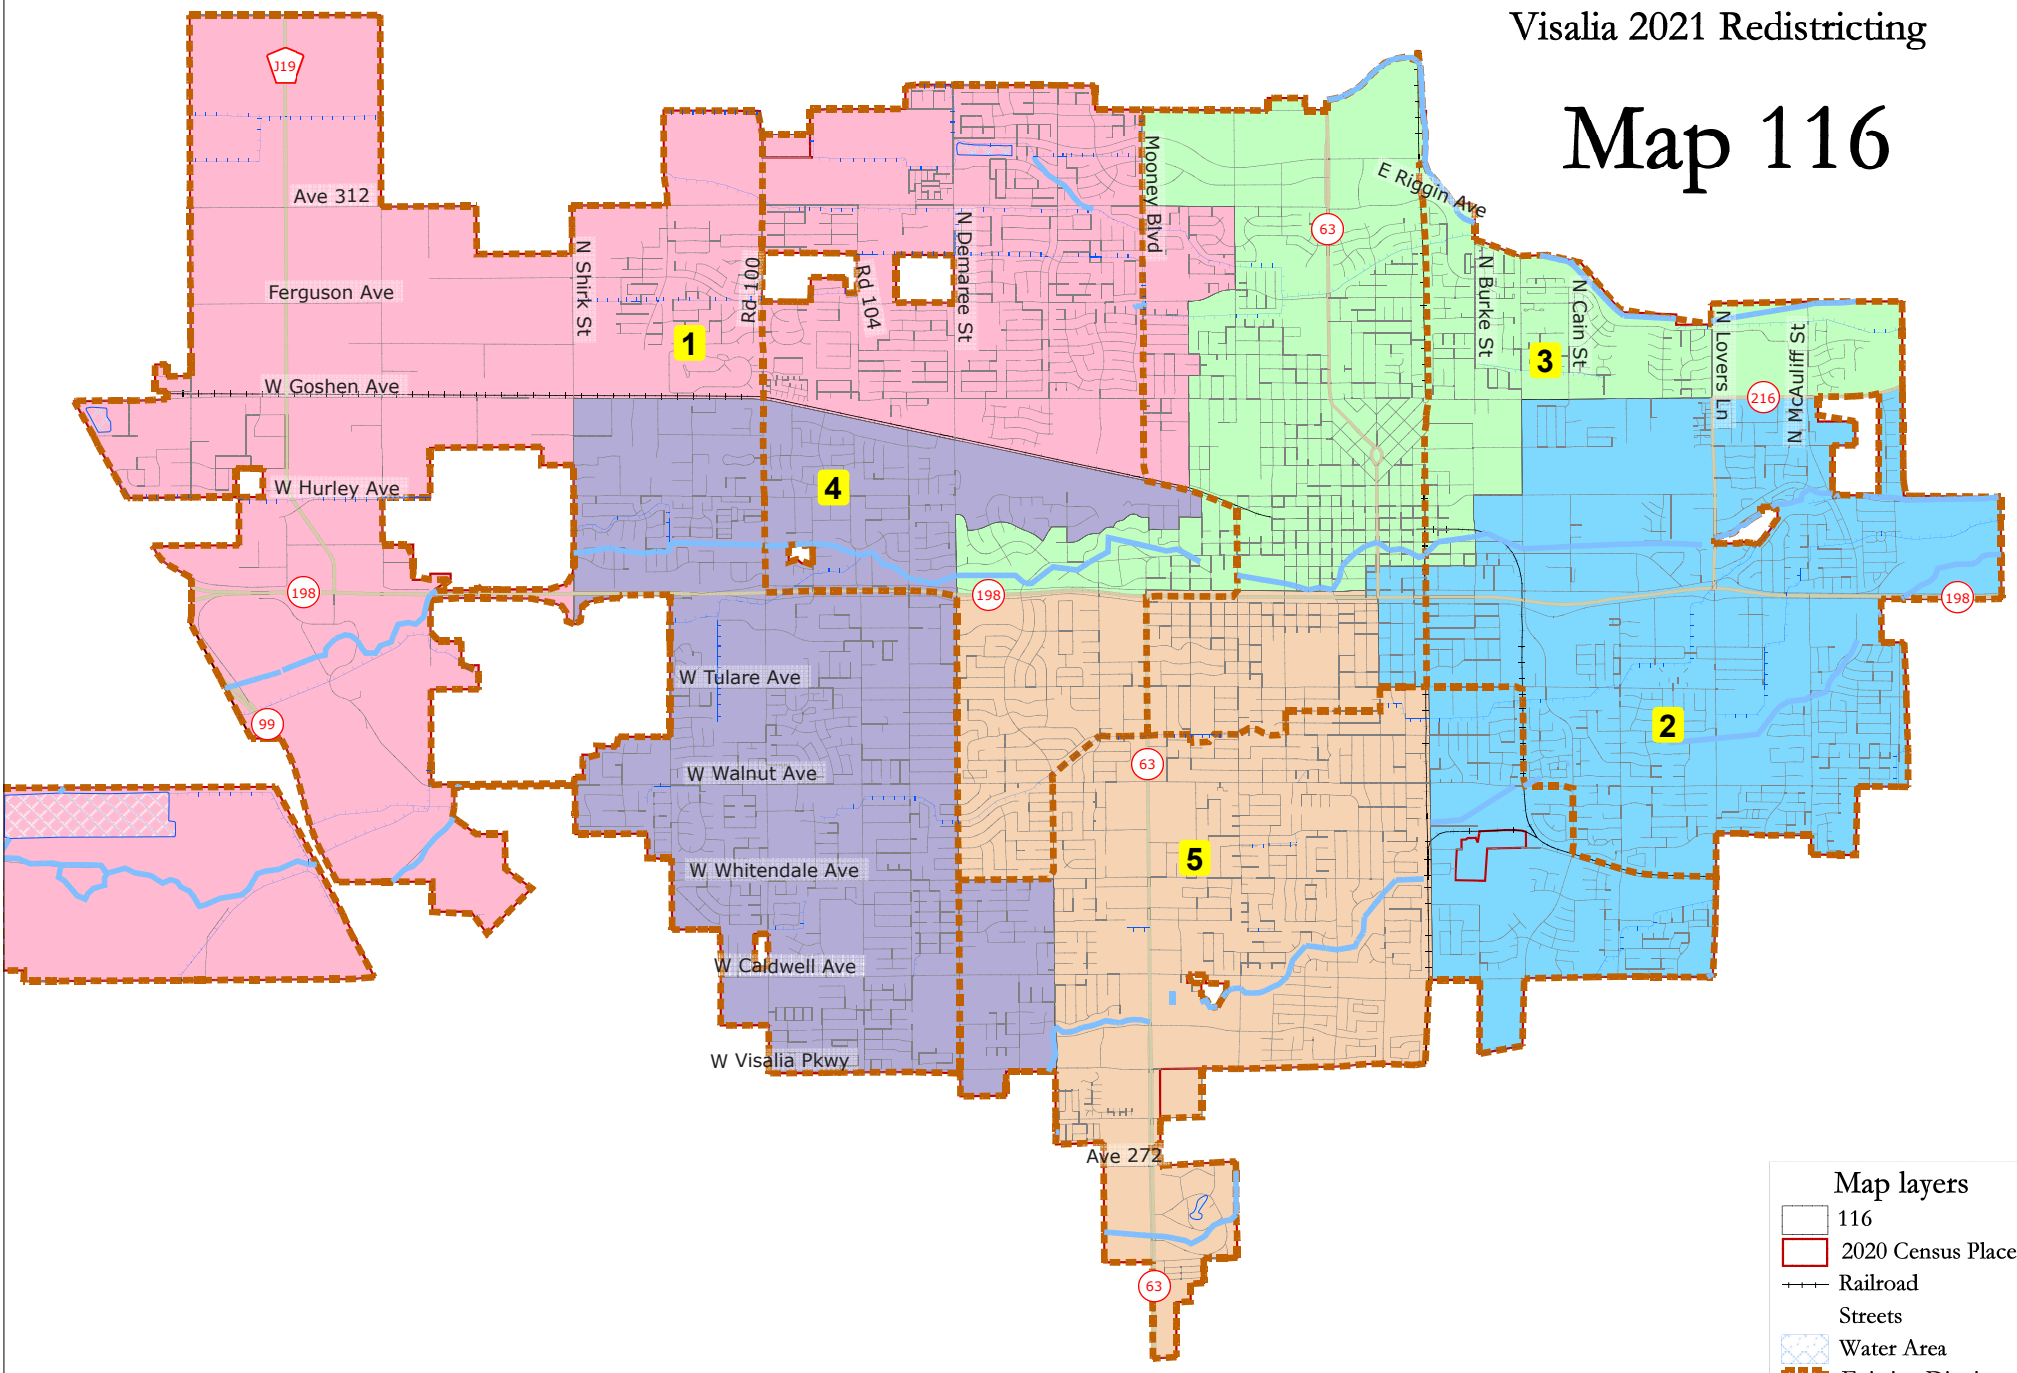 Visalia 2021 Redistricting
Map 116
J19
Ave 312
E Riggin Ave
Mooney Blvd
63
N Demaree St
N Shirk St
Rd 100
Rd 104
N Burke St
N Cain St
Ferguson Ave
1
3
N Lovers Ln
N McAuliff St
W Goshen Ave
216
W Hurley Ave
4
198
198
198
W Tulare Ave
99
2
W Walnut Ave
63
5
W Whitendale Ave
W Caldwell Ave
W Visalia Pkwy
Ave 272
63
Map layers
116
2020 Census Place
Railroad
Streets
Water Area